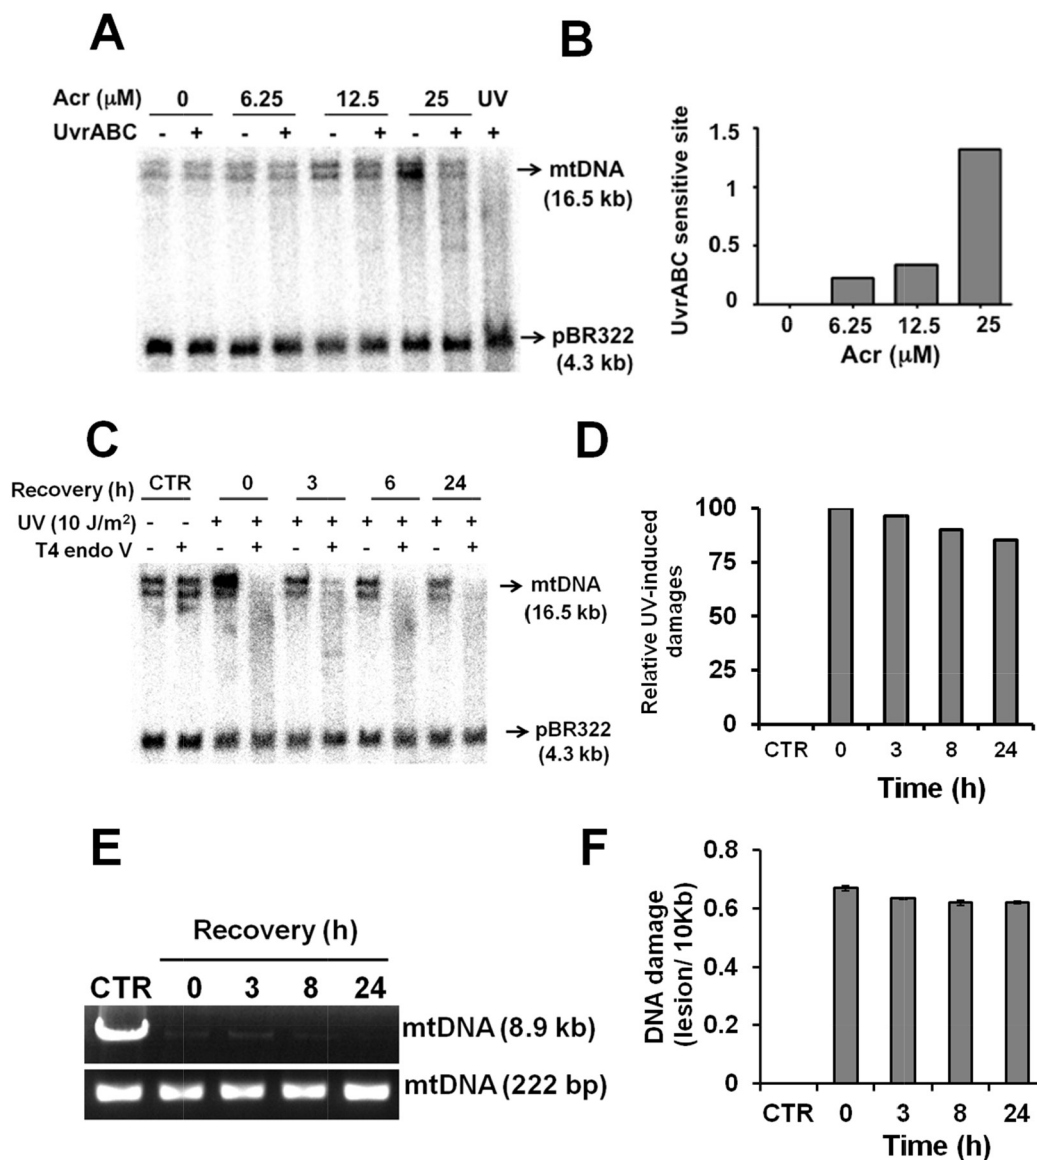 A
Acr (μM) 0 6.25 12.5 25 UV
UvrABC - + - + - + - + +
mtDNA
(16.5 kb)
pBR322
(4.3 kb)
B
UvrABC sensitive site
1.5
1
0.5
0
0 6.25 12.5 25
Acr (μM)
C
Recovery (h) CTR 0 3 6 24
UV (10 J/m²) - - + + + + + + + +
T4 endo V - + - + - + - + - +
mtDNA
(16.5 kb)
pBR322
(4.3 kb)
D
Relative UV-induced
damages
100
75
50
25
0
CTR 0 3 8 24
Time (h)
E
Recovery (h)
CTR 0 3 8 24
mtDNA (8.9 kb)
mtDNA (222 bp)
F
DNA damage
(lesion/ 10Kb)
0.8
0.6
0.4
0.2
0
CTR 0 3 8 24
Time (h)